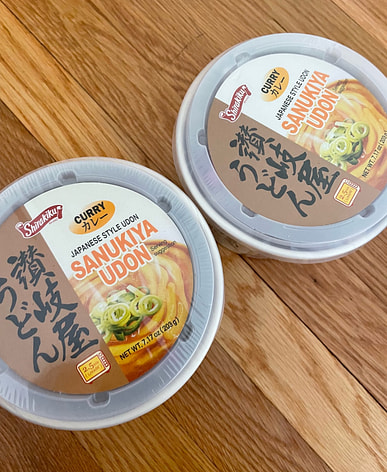 Shirakiku
CURRY
カレー
JAPANESE STYLE UDON
SANUKIYA
UDON
讃岐屋
うどん
NET WT. 7.17 oz (203 g)
Shirakiku
CURRY
カレー
JAPANESE STYLE UDON
SANUKIYA
UDON
讃岐屋
うどん